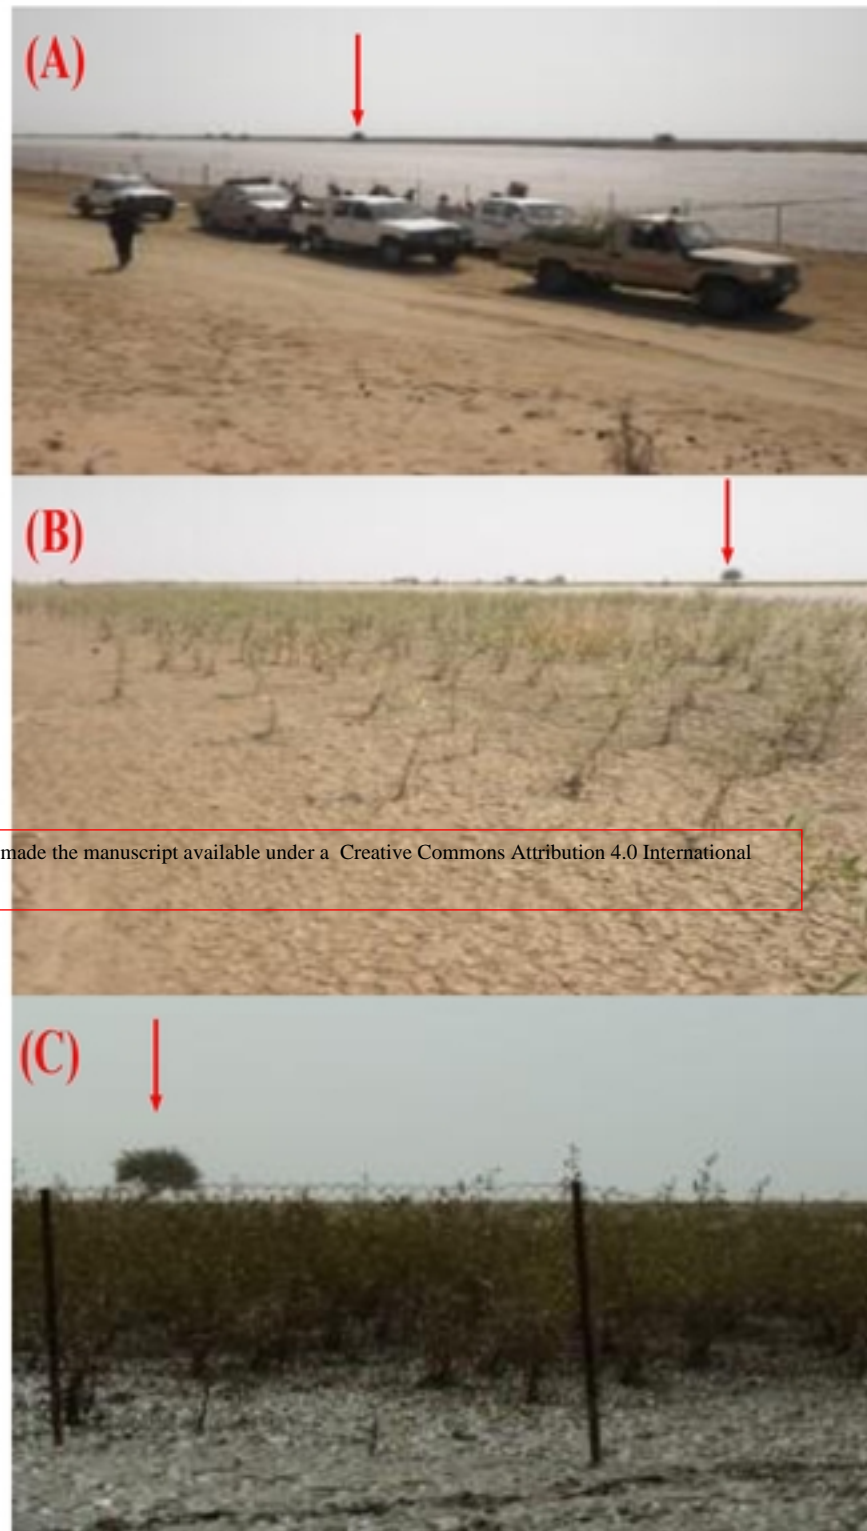 (A)
(B)
made the manuscript available under a Creative Commons Attribution 4.0 International
(C)